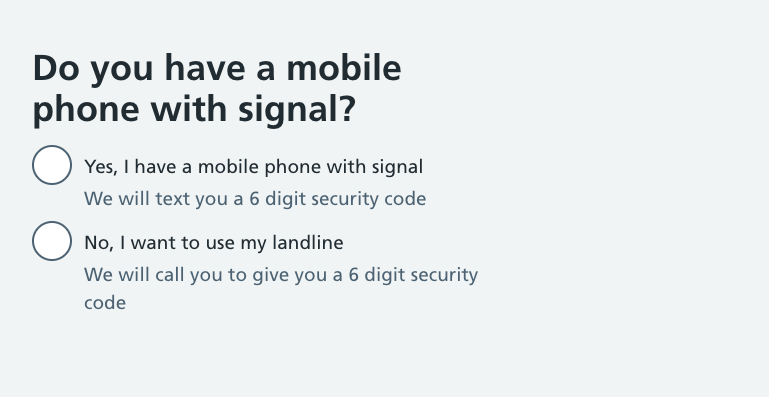 Do you have a mobile
phone with signal?
Yes, I have a mobile phone with signal
We will text you a 6 digit security code
No, I want to use my landline
We will call you to give you a 6 digit security
code